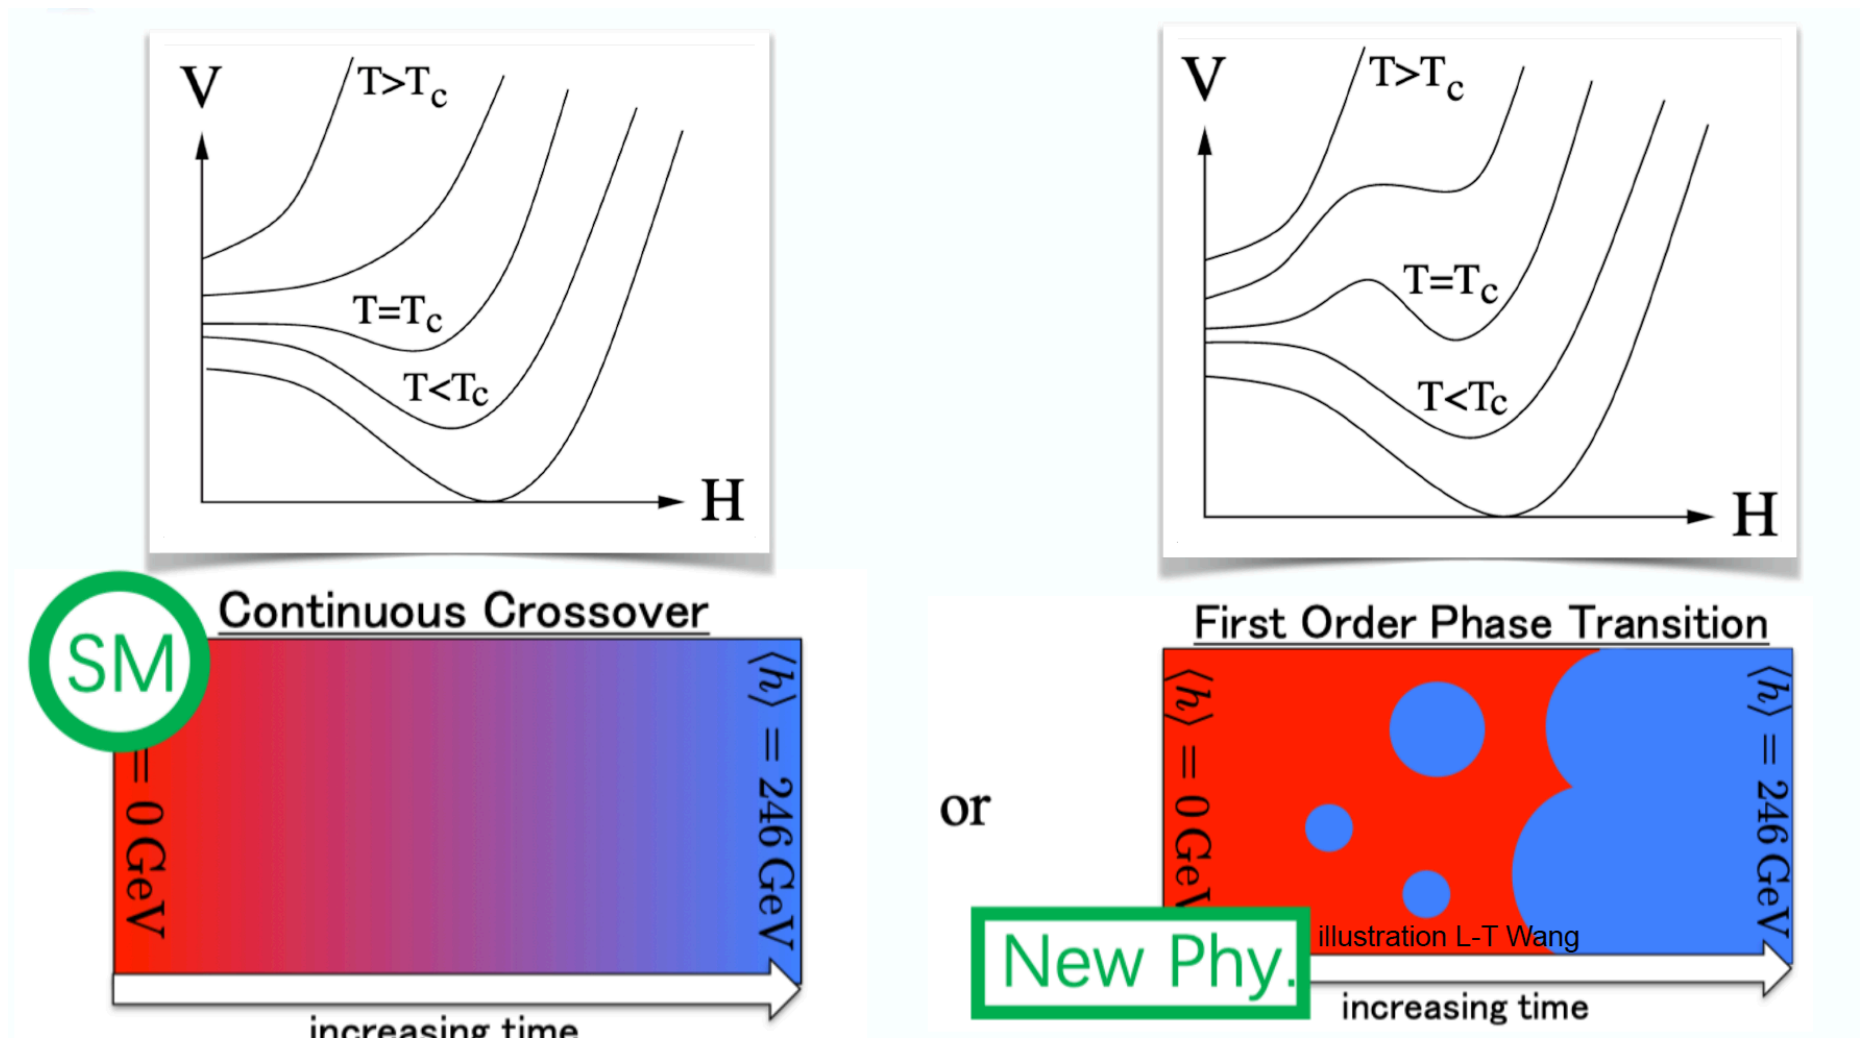 V
T>Tc
T=Tc
T<Tc
H
Continuous Crossover
SM
= 0 GeV
⟨h⟩ = 246 GeV
increasing time
or
V
T>Tc
T=Tc
T<Tc
H
First Order Phase Transition
⟨h⟩ = 0 GeV
⟨h⟩ = 246 GeV
illustration L-T Wang
New Phy.
increasing time